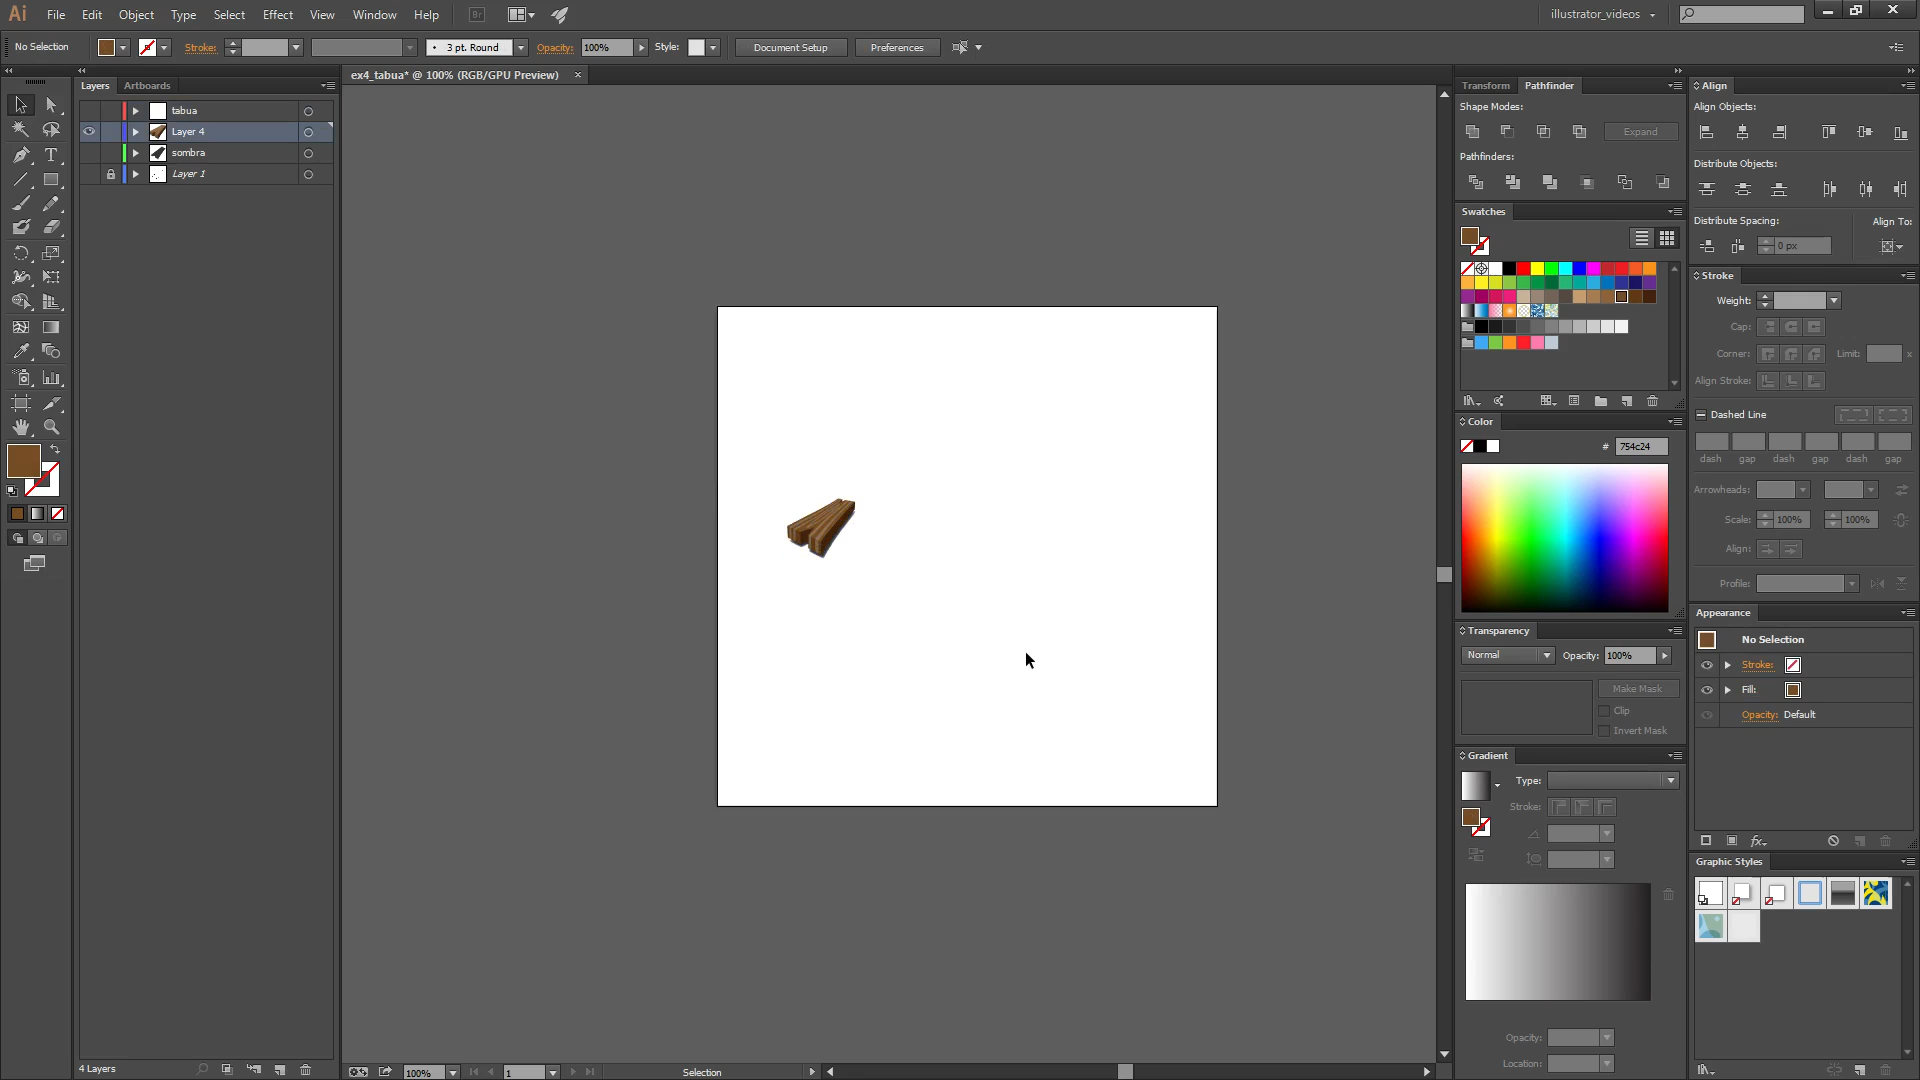 Ai File Edit Object Type Select Effect View Window Help Br illustrator_videos
No Selection Stroke: 3 pt. Round Opacity: 100% Style: Document Setup Preferences
Layers Artboards
ex4_tabua* @ 100% (RGB/GPU Preview)
tabua
Layer 4
sombra
Layer 1
4 Layers
100% 1 Selection
Transform Pathfinder
Shape Modes:
Expand
Pathfinders:
Swatches
Color
# 754c24
Transparency
Normal Opacity: 100%
Make Mask
Clip
Invert Mask
Gradient
Type:
Stroke:
Opacity:
Location:
Align
Align Objects:
Distribute Objects:
Distribute Spacing: Align To:
0 px
Stroke
Weight:
Cap:
Corner: Limit: x
Align Stroke:
Dashed Line
dash gap dash gap dash gap
Arrowheads:
Scale: 100% 100%
Align:
Profile:
Appearance
No Selection
Stroke:
Fill:
Opacity: Default
fx
Graphic Styles